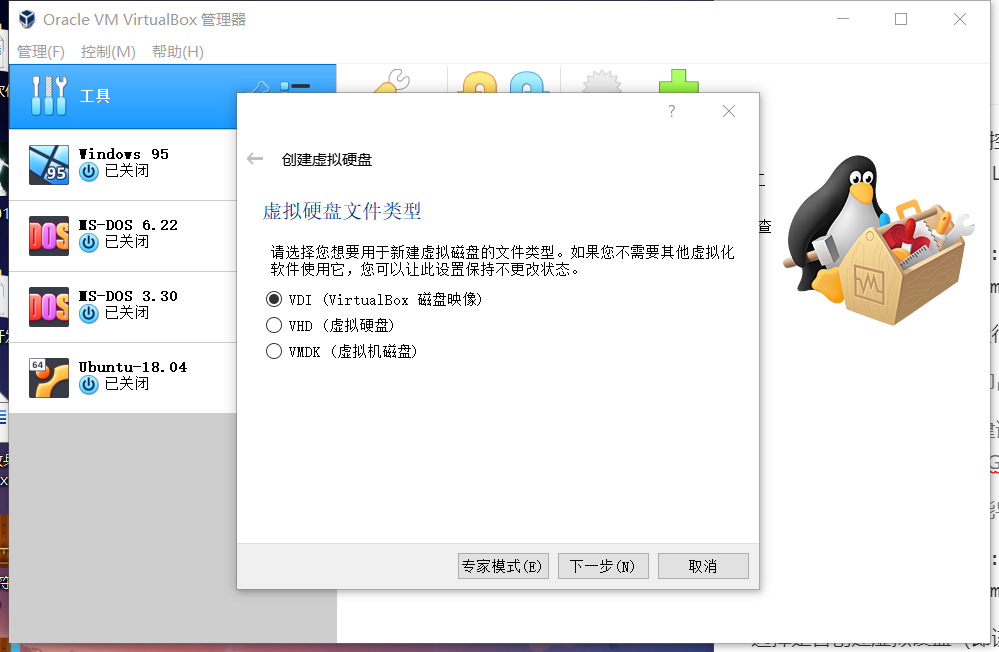 Oracle VM VirtualBox 管理器
管理(F) 控制(M) 帮助(H)
工具
Windows 95
已关闭
MS-DOS 6.22
已关闭
MS-DOS 3.30
已关闭
64
Ubuntu-18.04
已关闭
?
创建虚拟硬盘
虚拟硬盘文件类型
请选择您想要用于新建虚拟磁盘的文件类型。如果您不需要其他虚拟化
软件使用它，您可以让此设置保持不更改状态。
VDI (VirtualBox 磁盘映像)
VHD (虚拟硬盘)
VMDK (虚拟机磁盘)
专家模式(E) 下一步(N) 取消
查